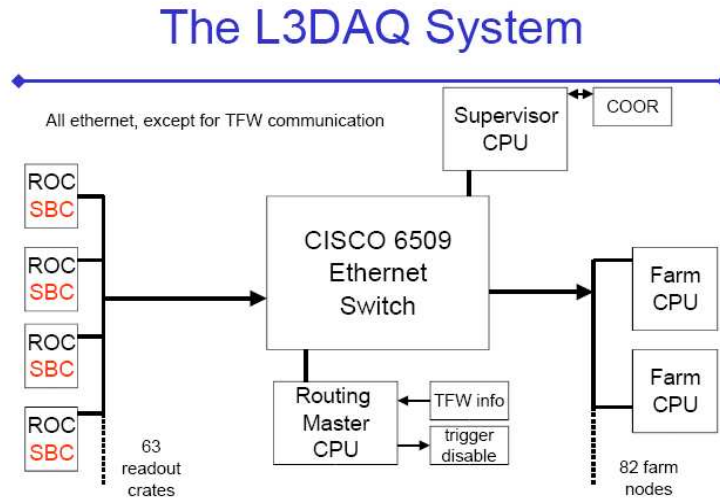 The L3DAQ System
All ethernet, except for TFW communication
Supervisor
CPU
COOR
ROC
SBC
ROC
SBC
ROC
SBC
ROC
SBC
63
readout
crates
CISCO 6509
Ethernet
Switch
Routing
Master
CPU
TFW info
trigger
disable
Farm
CPU
Farm
CPU
82 farm
nodes